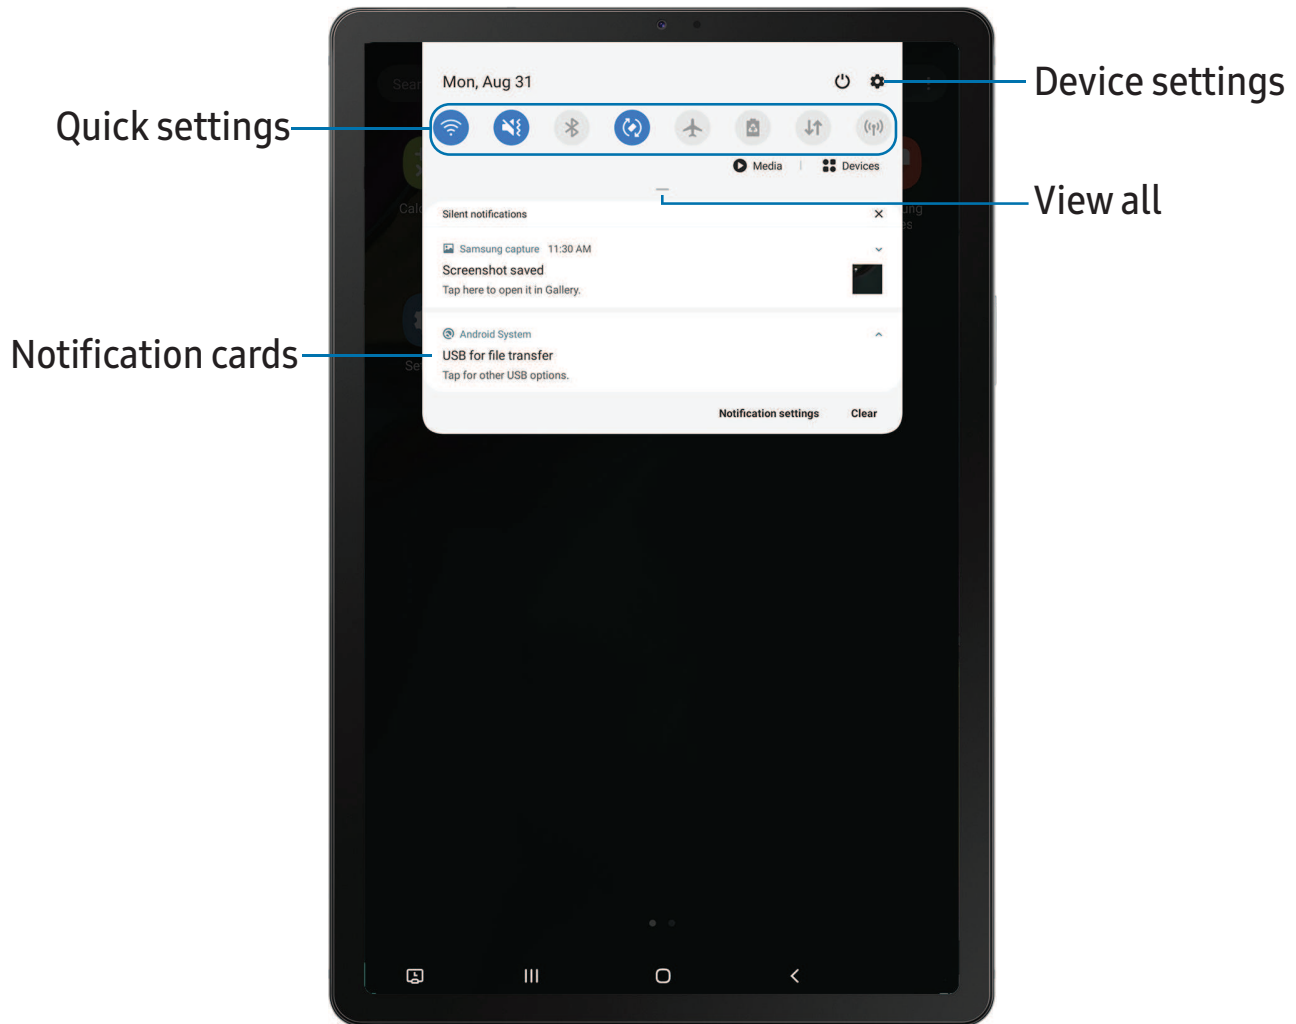 Mon, Aug 31
Device settings
Quick settings
Media
Devices
View all
Silent notifications
Samsung capture 11:30 AM
Screenshot saved
Tap here to open it in Gallery.
Android System
Notification cards
USB for file transfer
Tap for other USB options.
Notification settings
Clear